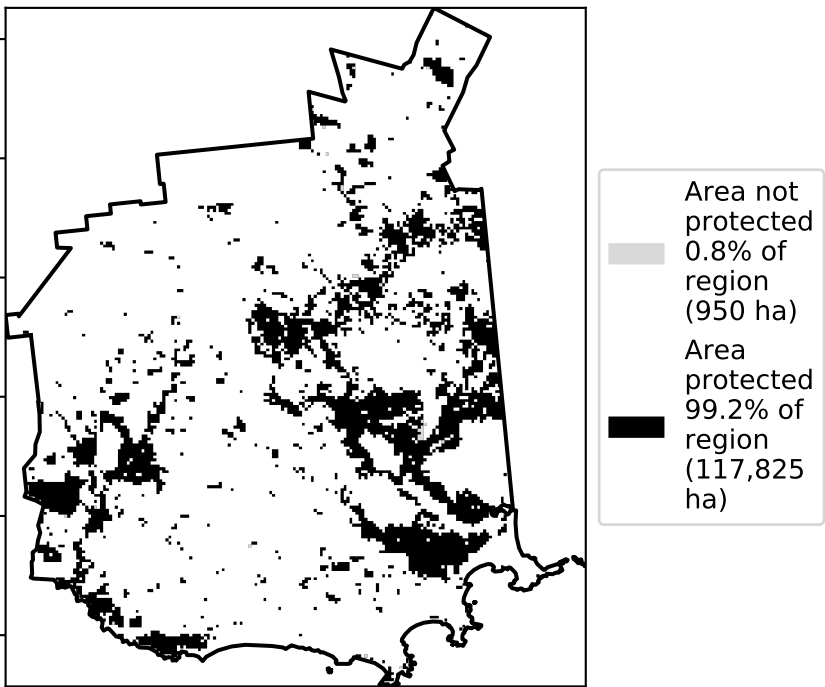 Area not
protected
0.8% of
region
(950 ha)
Area
protected
99.2% of
region
(117,825
ha)